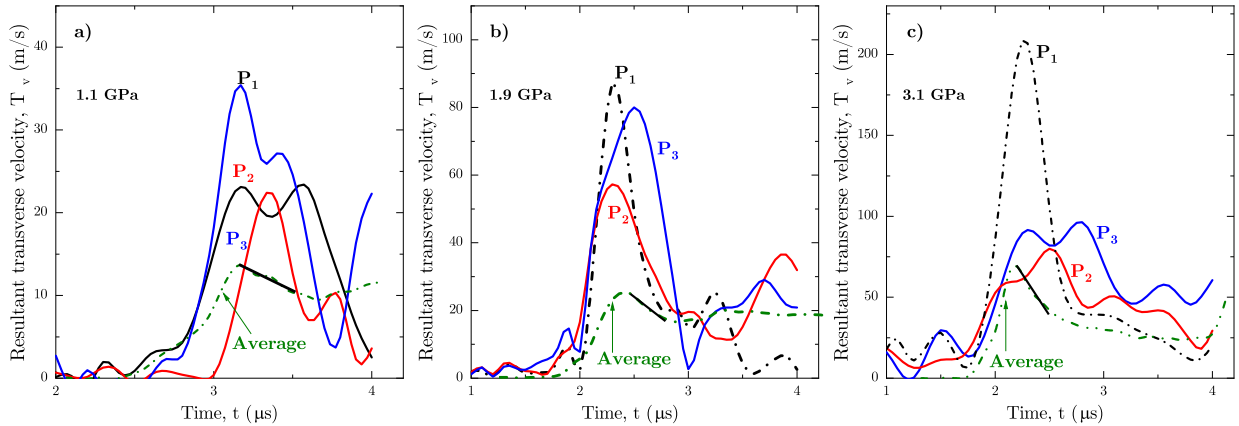 a)
1.1 GPa
P1
P2
P3
Average
Resultant transverse velocity, T v (m/s)
0
10
20
30
40
2
3
4
Time, t (μs)
b)
1.9 GPa
P1
P3
P2
Average
Resultant transverse velocity, T v (m/s)
0
20
40
60
80
100
1
2
3
4
Time, t (μs)
c)
3.1 GPa
P1
P3
P2
Average
Resultant transverse velocity, T v (m/s)
0
50
100
150
200
1
2
3
4
Time, t (μs)